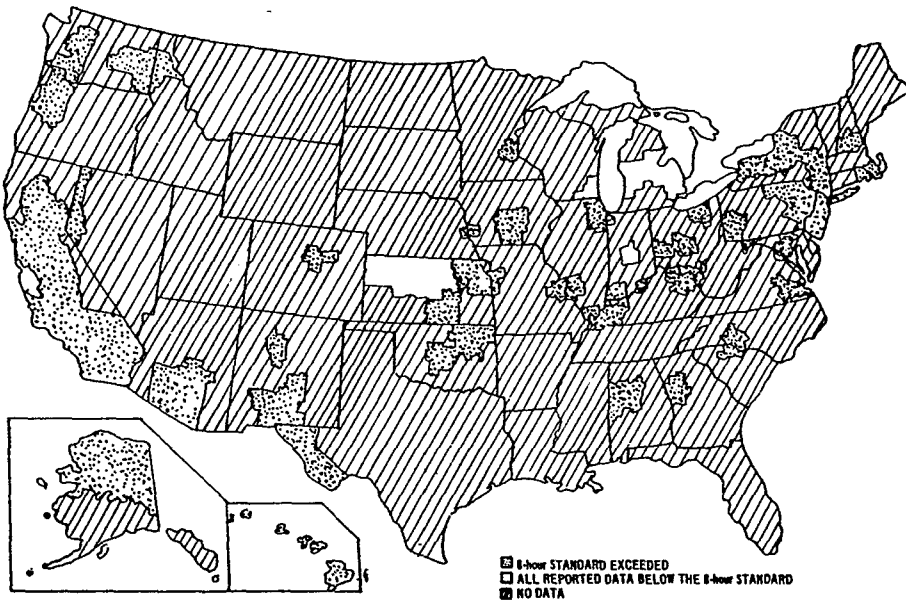 8-hour STANDARD EXCEEDED
ALL REPORTED DATA BELOW THE 8-hour STANDARD
NO DATA